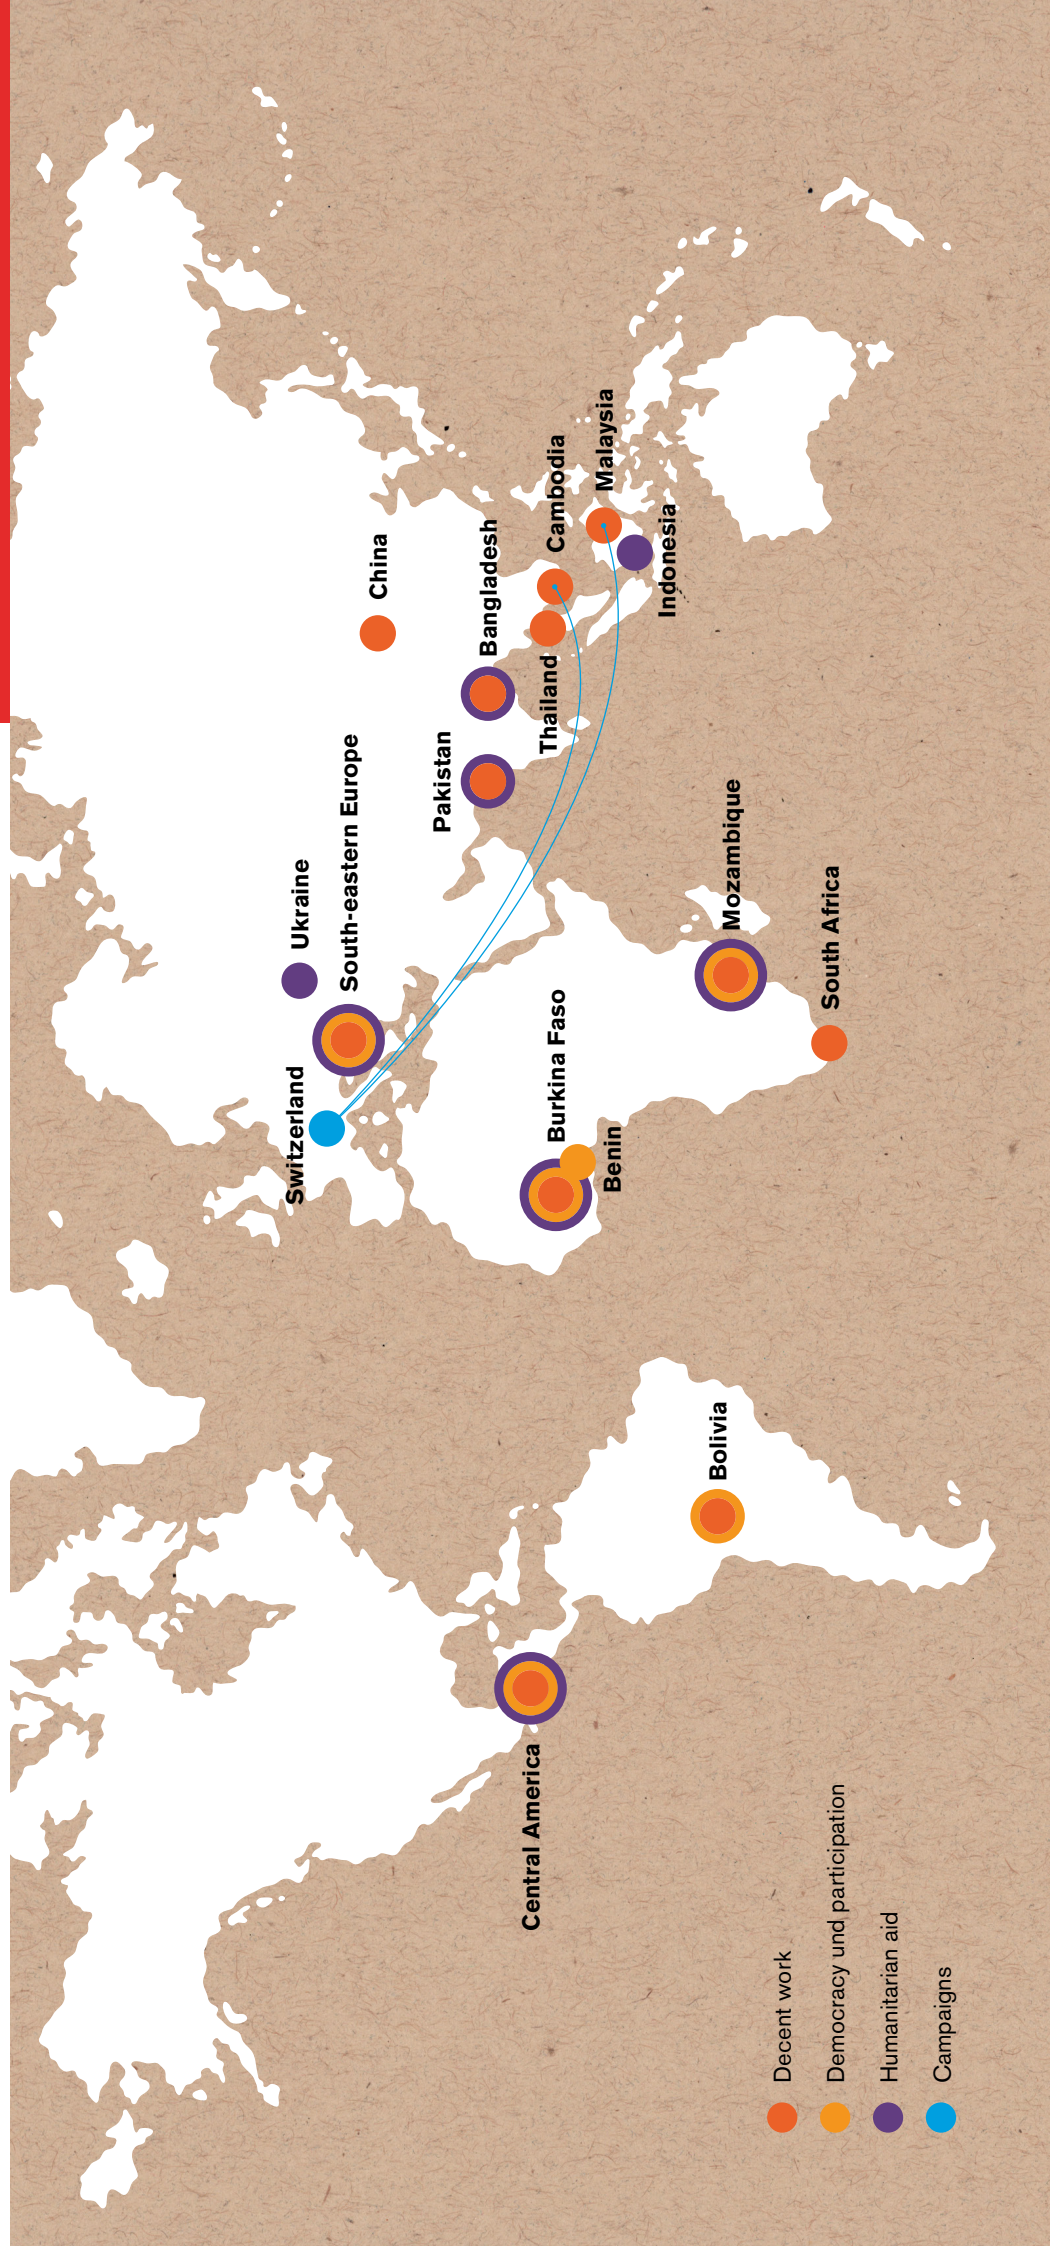 Switzerland
Ukraine
South-eastern Europe
China
Pakistan
Bangladesh
Thailand
Cambodia
Malaysia
Indonesia
Burkina Faso
Benin
Mozambique
South Africa
Central America
Bolivia
Decent work
Democracy und participation
Humanitarian aid
Campaigns